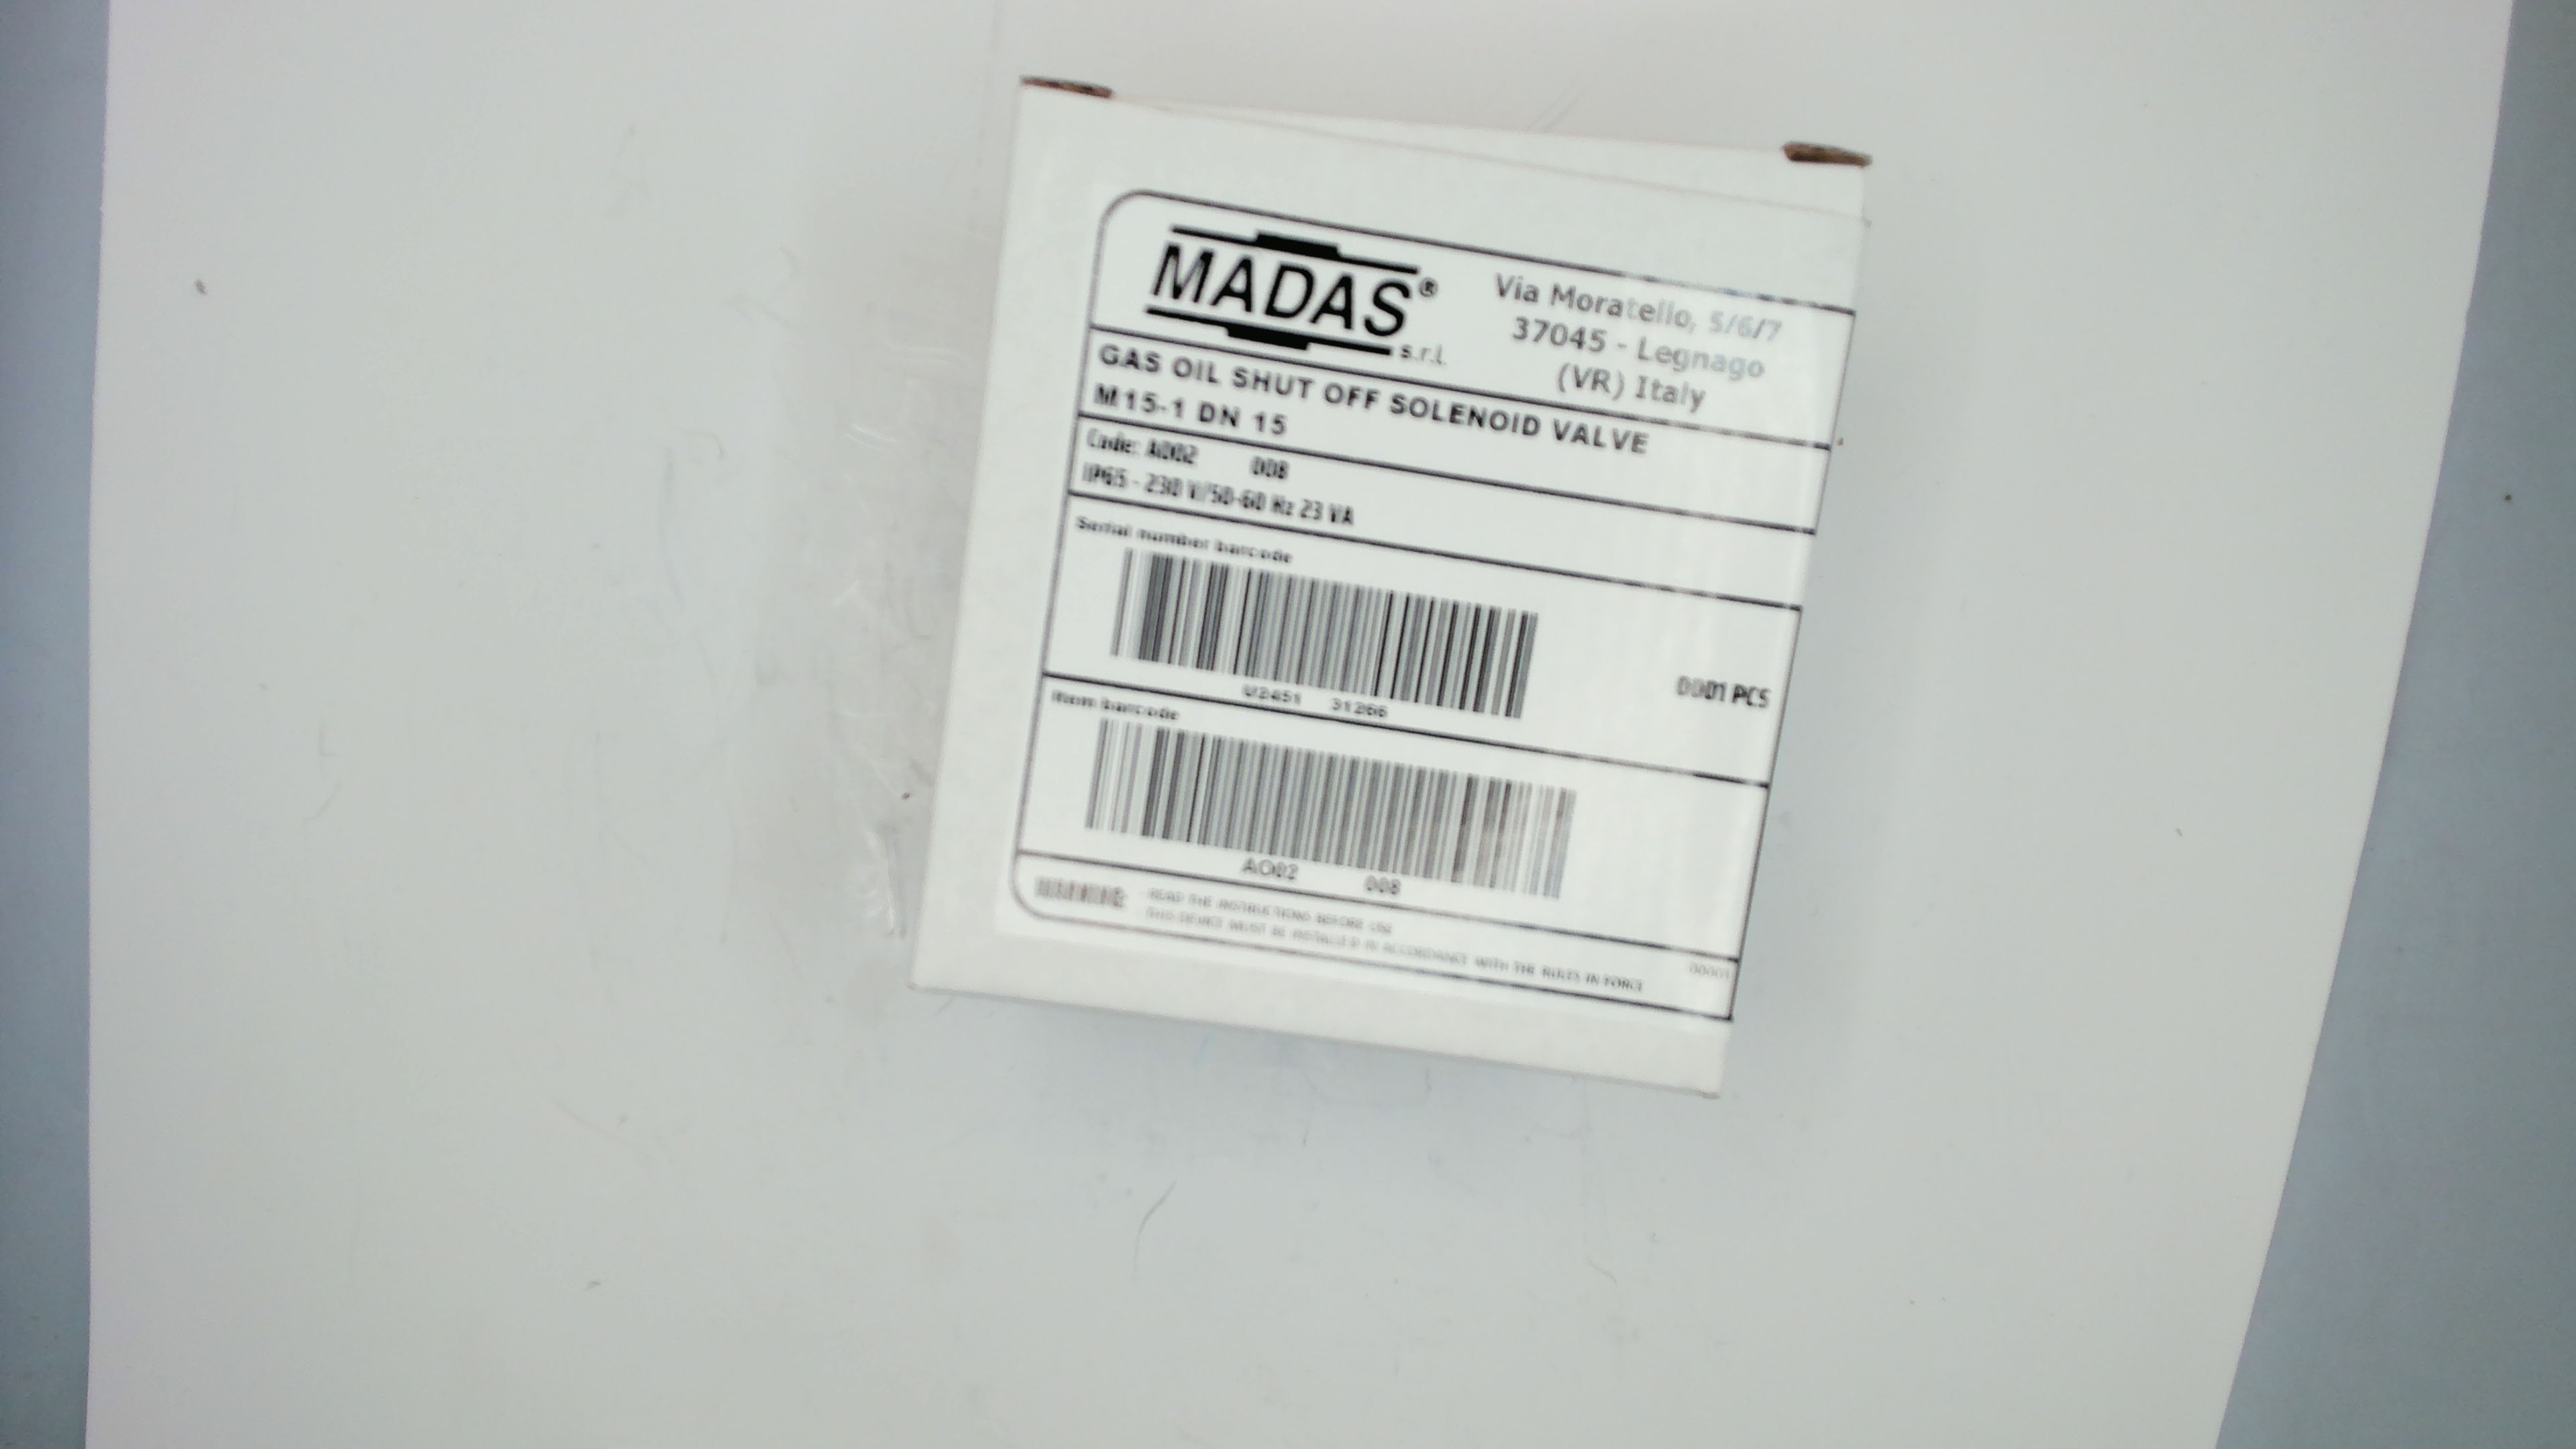 MADAS®
s.r.l.
Via Moratello, 5/6/7
37045 - Legnago
(VR) Italy
GAS OIL SHUT OFF SOLENOID VALVE
M15-1 DN 15
Code: AO02 008
IP65 - 230 V/50-60 Hz 23 VA
Serial number barcode
U2451 31266
0001 PCS
Item barcode
AO02 008
WARNING: - READ THE INSTRUCTIONS BEFORE USE
- THIS DEVICE MUST BE INSTALLED IN ACCORDANCE WITH THE RULES IN FORCE
00001